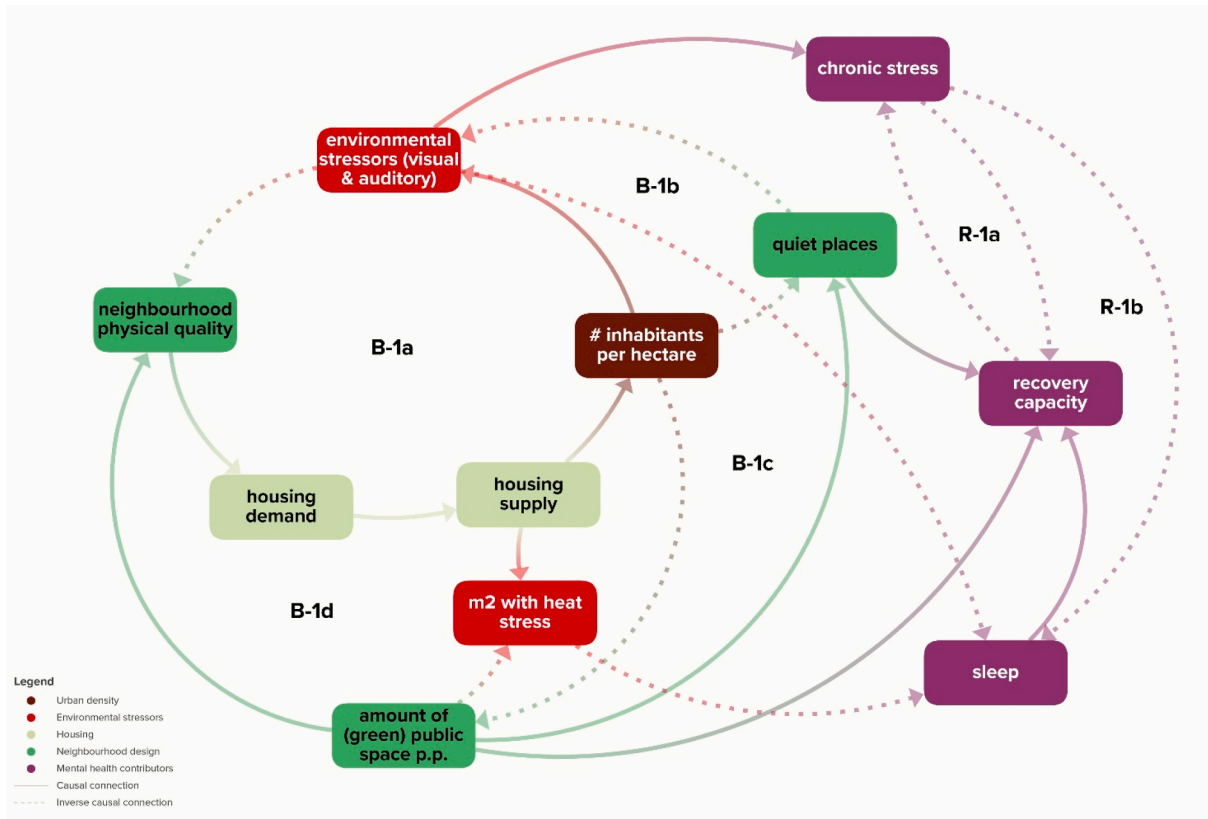 chronic stress
environmental
stressors (visual
& auditory)
B-1b
quiet places
R-1a
neighbourhood
physical quality
B-1a
# inhabitants
per hectare
R-1b
recovery
capacity
B-1c
housing
demand
housing
supply
B-1d
m2 with heat
stress
sleep
amount of
(green) public
space p.p.
Legend
Urban density
Environmental stressors
Housing
Neighbourhood design
Mental health contributors
Causal connection
Inverse causal connection